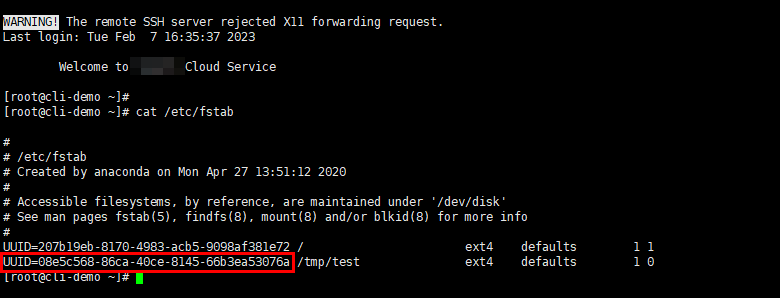 WARNING! The remote SSH server rejected X11 forwarding request.
Last login: Tue Feb  7 16:35:37 2023
Welcome to Cloud Service
[root@cli-demo ~]#
[root@cli-demo ~]# cat /etc/fstab
#
# /etc/fstab
# Created by anaconda on Mon Apr 27 13:51:12 2020
#
# Accessible filesystems, by reference, are maintained under '/dev/disk'
# See man pages fstab(5), findfs(8), mount(8) and/or blkid(8) for more info
#
UUID=207b19eb-8170-4983-acb5-9098af381e72 / ext4 defaults 1 1
UUID=08e5c568-86ca-40ce-8145-66b3ea53076a /tmp/test ext4 defaults 1 0
[root@cli-demo ~]#